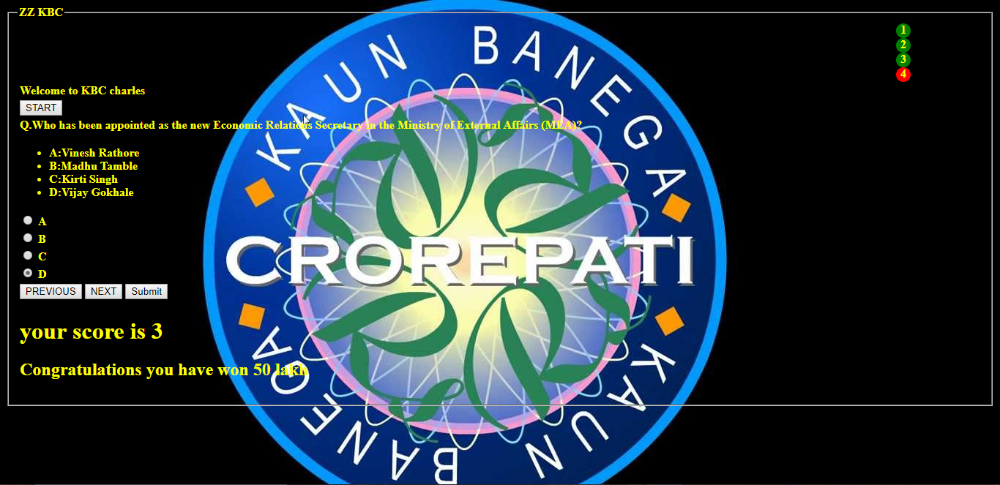 ZZ KBC
1
2
3
4
Welcome to KBC charles
START
Q.Who has been appointed as the new Economic Relations Secretary in the Ministry of External Affairs (MEA)?
A:Vinesh Rathore
B:Madhu Tamble
C:Kirti Singh
D:Vijay Gokhale
A
B
C
D
PREVIOUS NEXT Submit
your score is 3
Congratulations you have won 50 lakh
KAUN BANEGA
CROREPATI
KAUN BANEGA